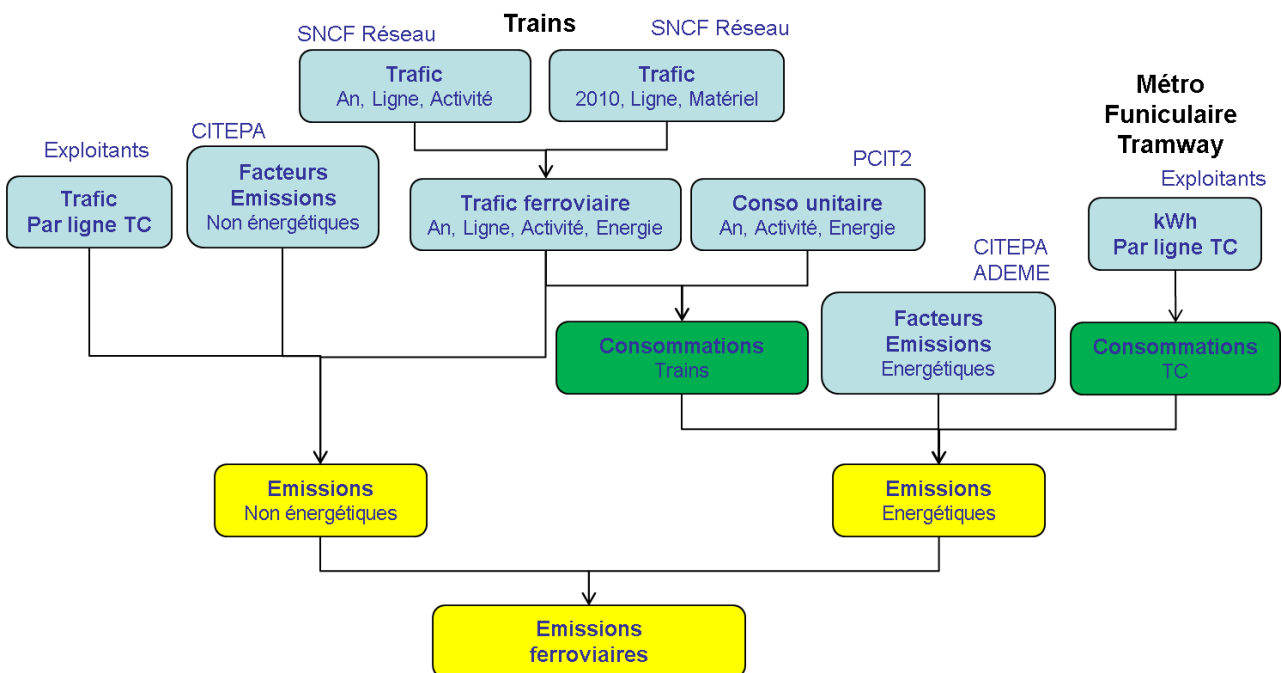 Trains
SNCF Réseau
SNCF Réseau
Trafic
An, Ligne, Activité
Trafic
2010, Ligne, Matériel
Métro
Funiculaire
Tramway
Exploitants
CITEPA
PCIT2
Exploitants
Trafic
Par ligne TC
Facteurs
Emissions
Non énergétiques
Trafic ferroviaire
An, Ligne, Activité, Energie
Conso unitaire
An, Activité, Energie
kWh
Par ligne TC
CITEPA
ADEME
Consommations
Trains
Facteurs
Emissions
Energétiques
Consommations
TC
Emissions
Non énergétiques
Emissions
Energétiques
Emissions
ferroviaires